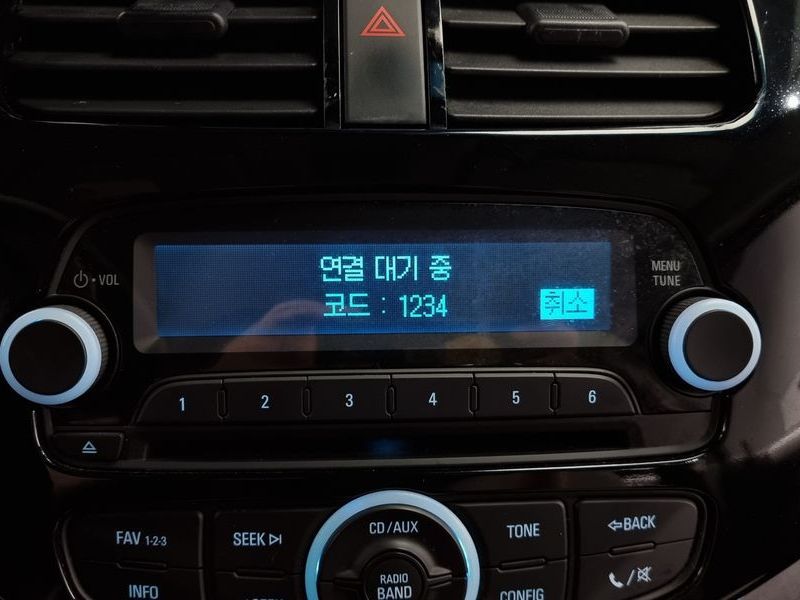 연결 대기 중
코드 : 1234
취소
VOL
MENU
TUNE
1 2 3 4 5 6
FAV 1-2-3
SEEK
CD/AUX
TONE
BACK
INFO
RADIO
BAND
CONFIG